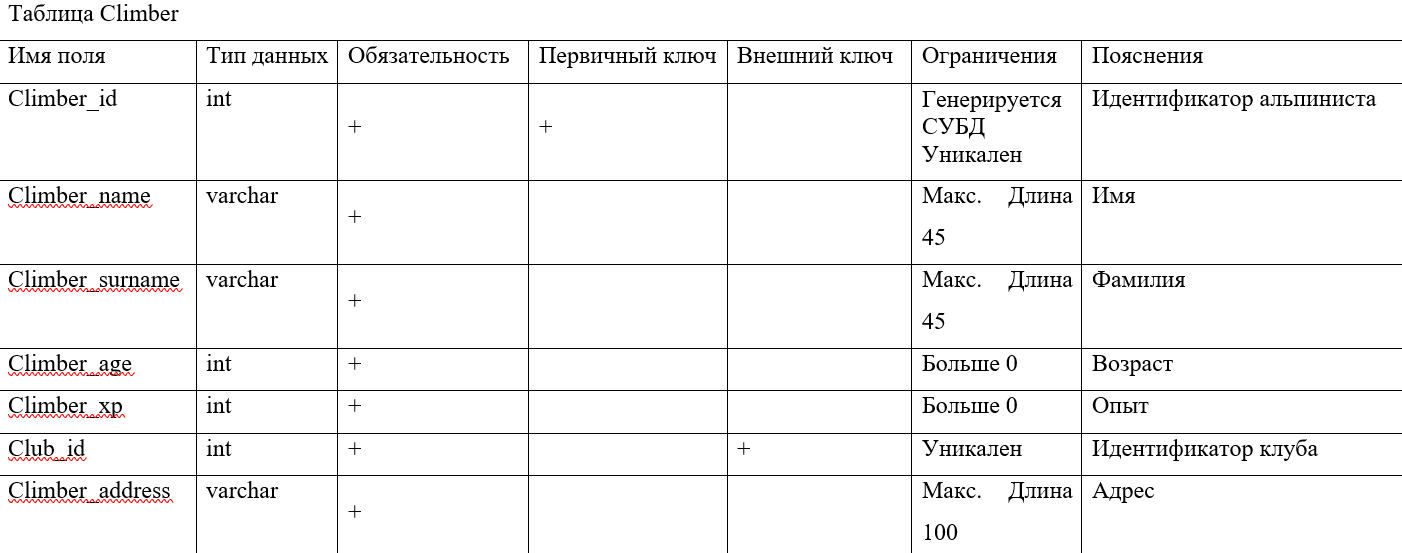 Таблица Climber
Имя поля Тип данных Обязательность Первичный ключ Внешний ключ Ограничения Пояснения
Climber_id int + + Генерируется Идентификатор альпиниста
СУБД
Уникален
Climber_name varchar + Макс. Длина Имя
45
Climber_surname varchar + Макс. Длина Фамилия
45
Climber_age int + Больше 0 Возраст
Climber_xp int + Больше 0 Опыт
Club_id int + + Уникален Идентификатор клуба
Climber_address varchar + Макс. Длина Адрес
100